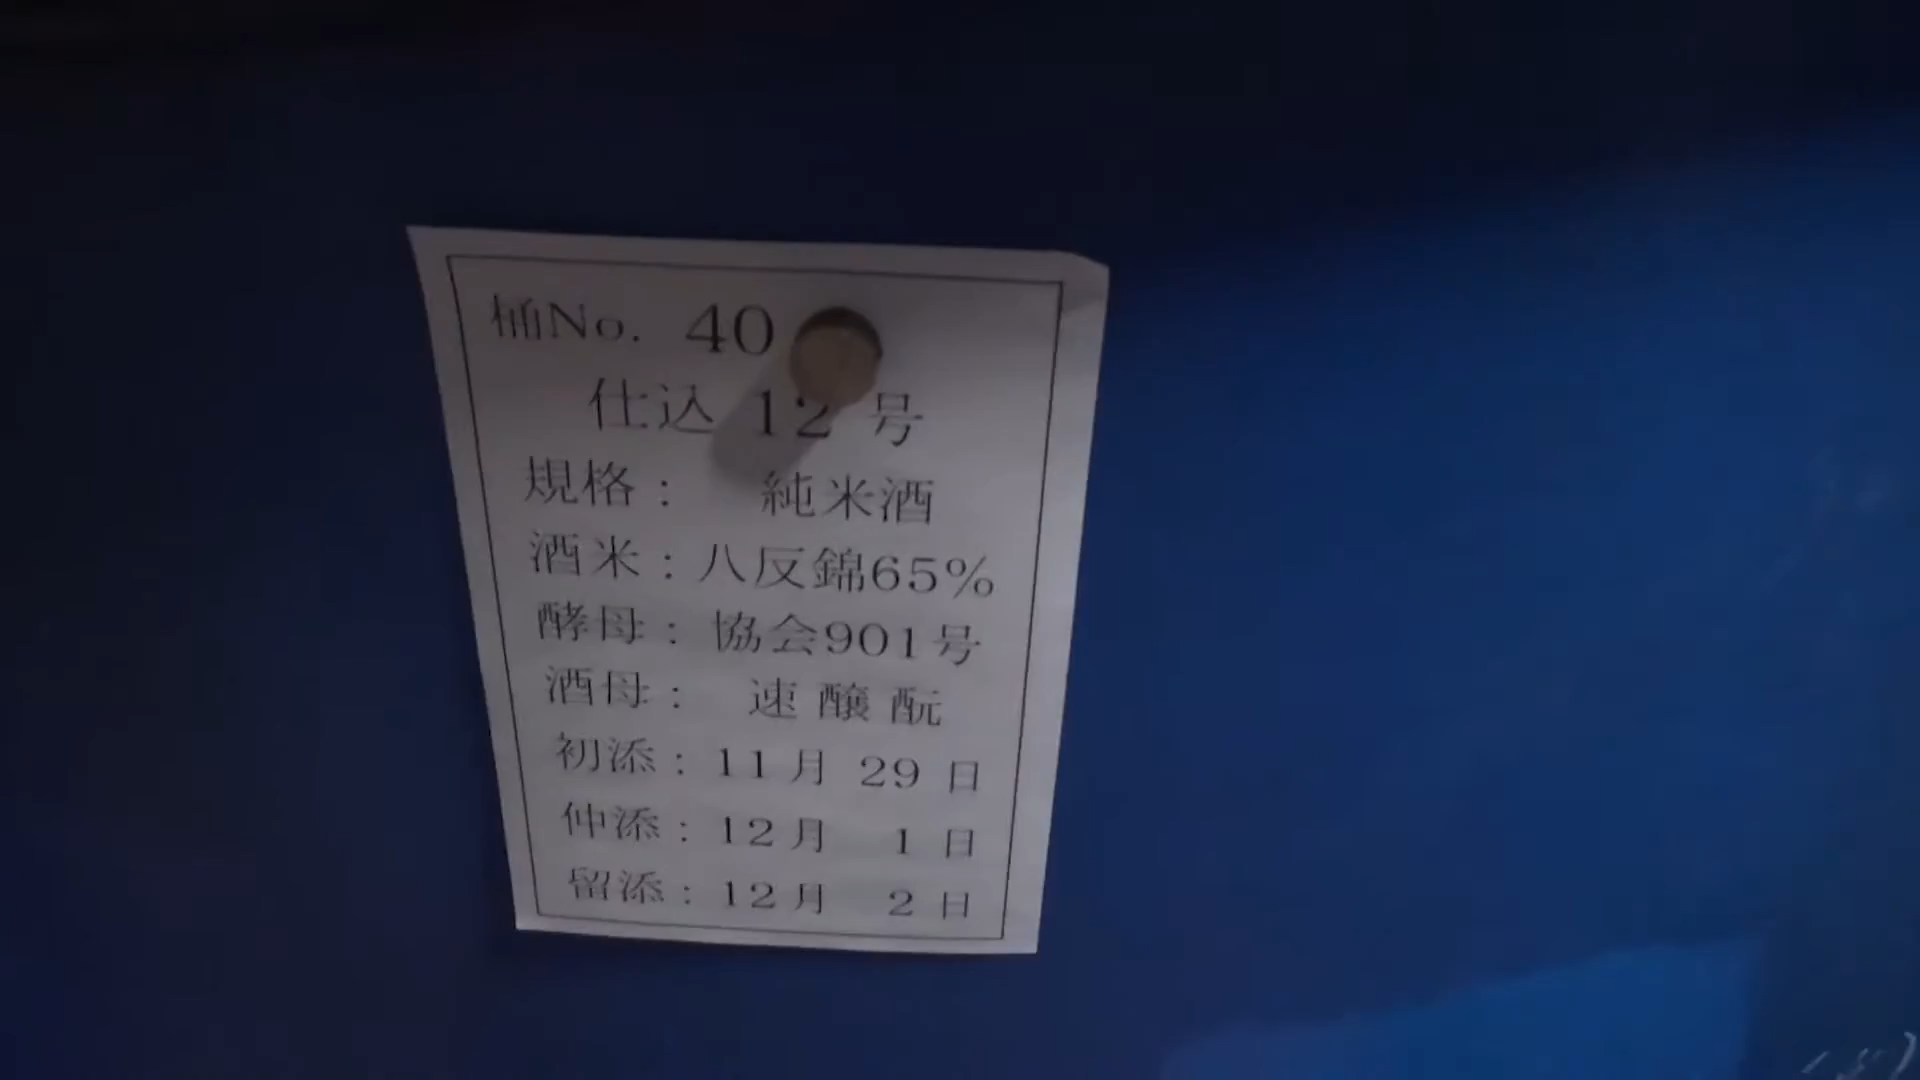 桶No. 40
仕込 12 号
規格： 純米酒
酒米：八反錦65%
酵母：協会901号
酒母： 速醸酛
初添：11月 29 日
仲添：12月 1 日
留添：12月 2 日